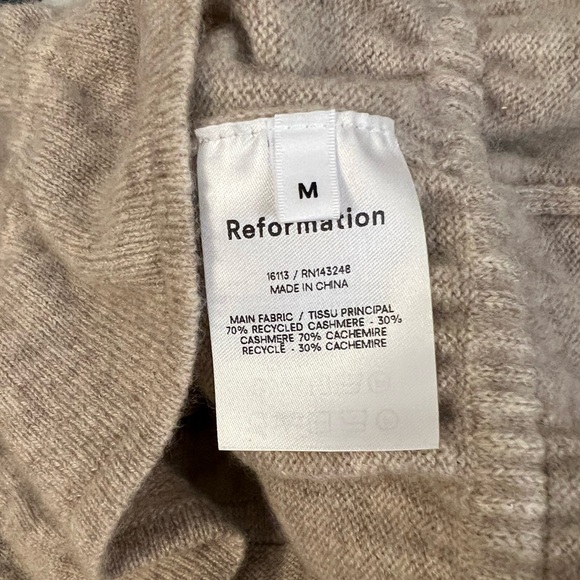 M
Reformation
16113 / RN143248
MADE IN CHINA
MAIN FABRIC / TISSU PRINCIPAL
70% RECYCLED CASHMERE - 30%
CASHMERE 70% CACHEMIRE
RECYCLÉ - 30% CACHEMIRE